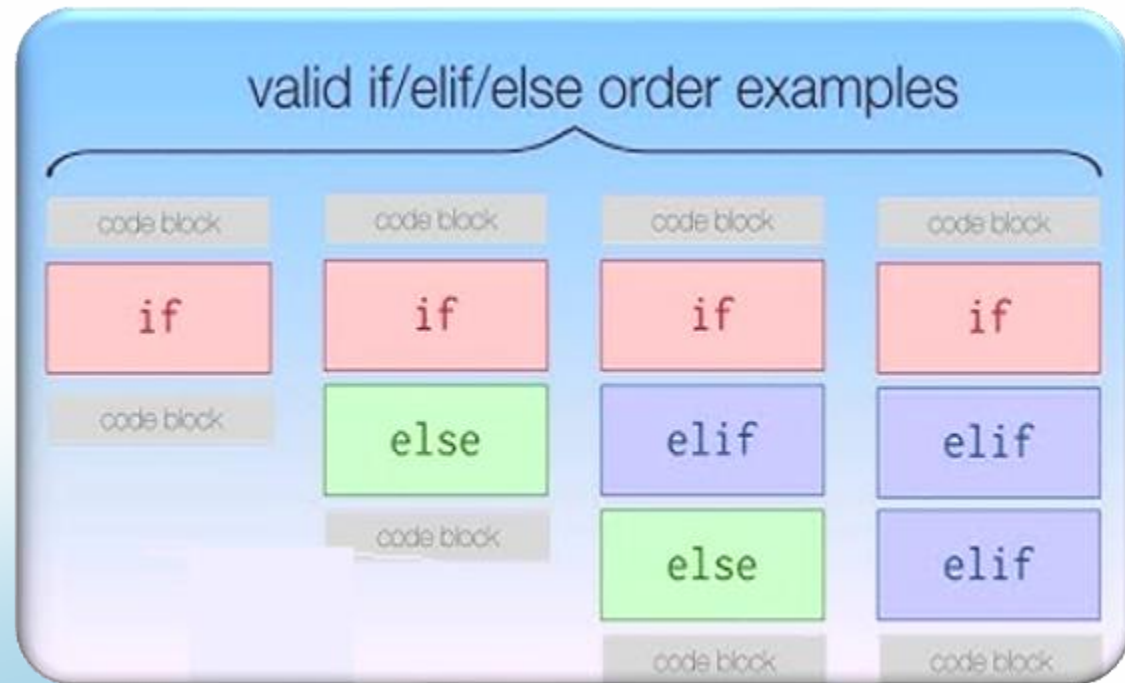 valid if/elif/else order examples
code block code block code block code block
if if if if
code block else elif elif
code block else elif
code block code block